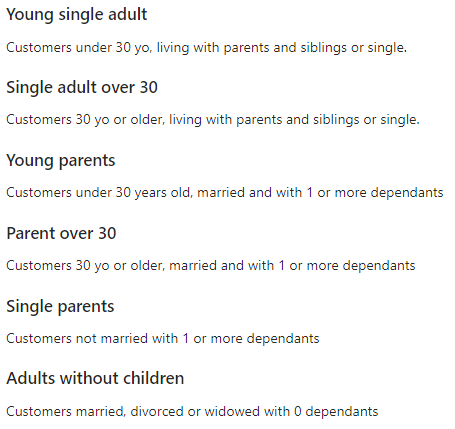 Young single adult
Customers under 30 yo, living with parents and siblings or single.
Single adult over 30
Customers 30 yo or older, living with parents and siblings or single.
Young parents
Customers under 30 years old, married and with 1 or more dependants
Parent over 30
Customers 30 yo or older, married and with 1 or more dependants
Single parents
Customers not married with 1 or more dependants
Adults without children
Customers married, divorced or widowed with 0 dependants